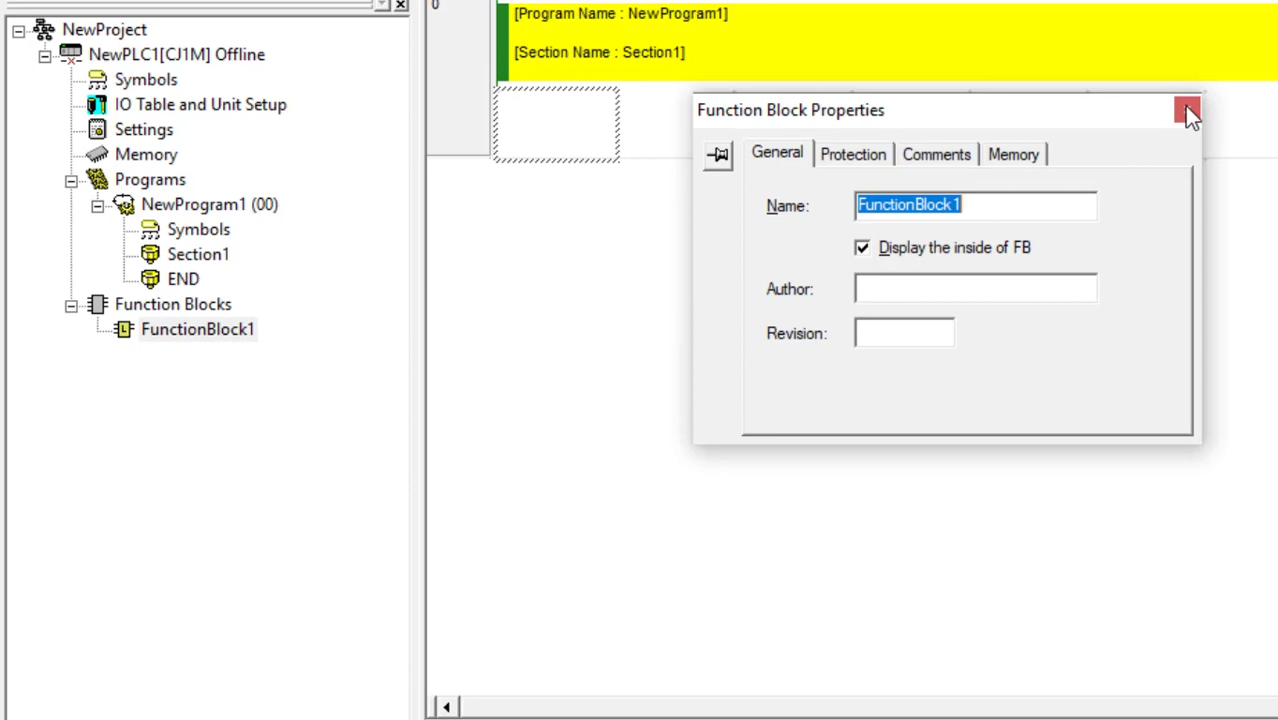 NewProject
NewPLC1[CJ1M] Offline
Symbols
IO Table and Unit Setup
Settings
Memory
Programs
NewProgram1 (00)
Symbols
Section1
END
Function Blocks
L
FunctionBlock1
0
[Program Name : NewProgram1]
[Section Name : Section1]
Function Block Properties
General Protection Comments Memory
Name: FunctionBlock1
Display the inside of FB
Author:
Revision: